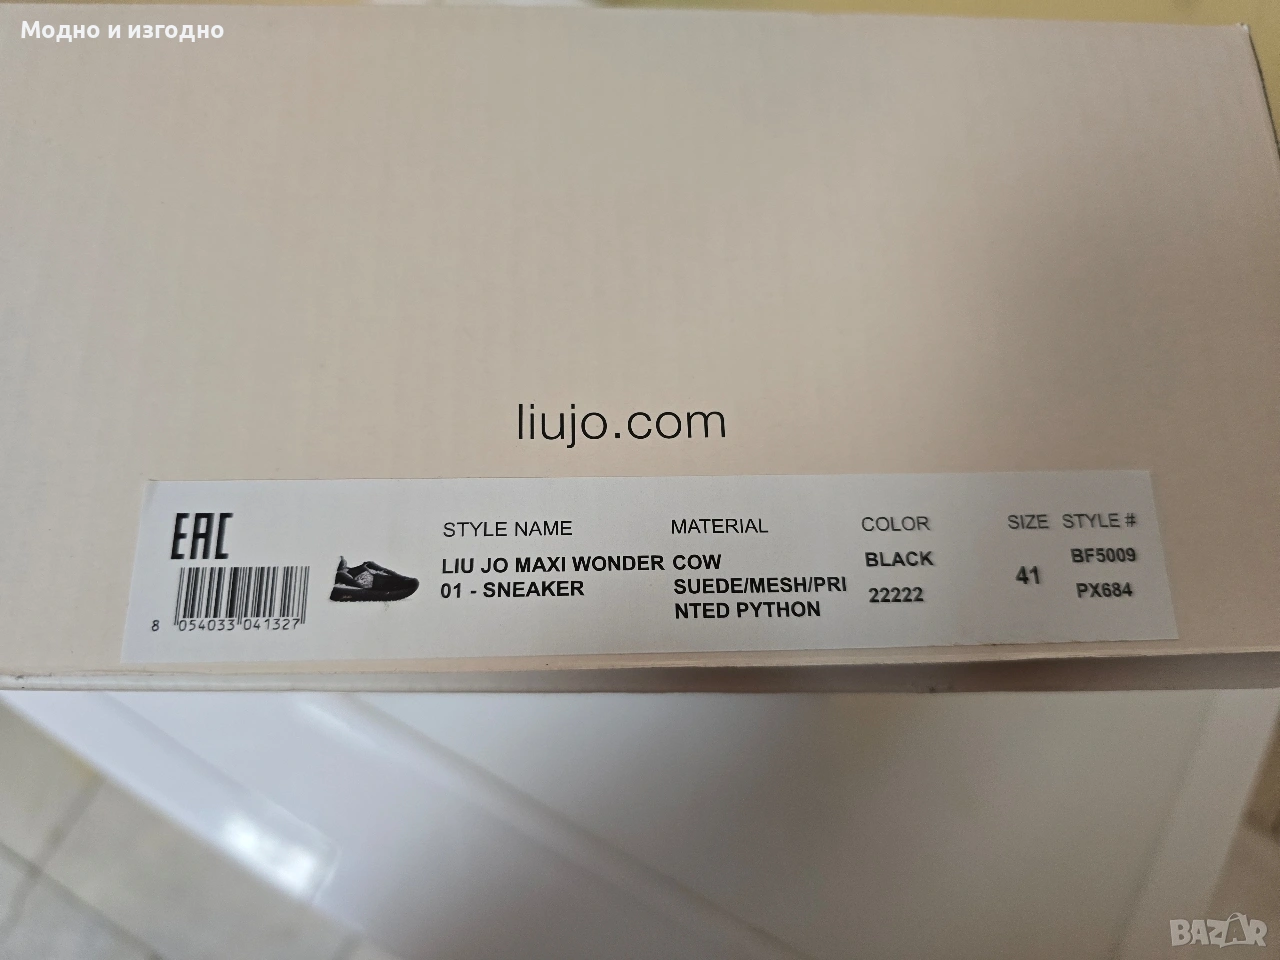 Модно и изгодно
liujo.com
EAC
STYLE NAME MATERIAL COLOR SIZE STYLE #
LIU JO MAXI WONDER COW BLACK 41 BF5009
01 - SNEAKER SUEDE/MESH/PRI 22222 PX684
NTED PYTHON
8 054033 041327
BAZAR